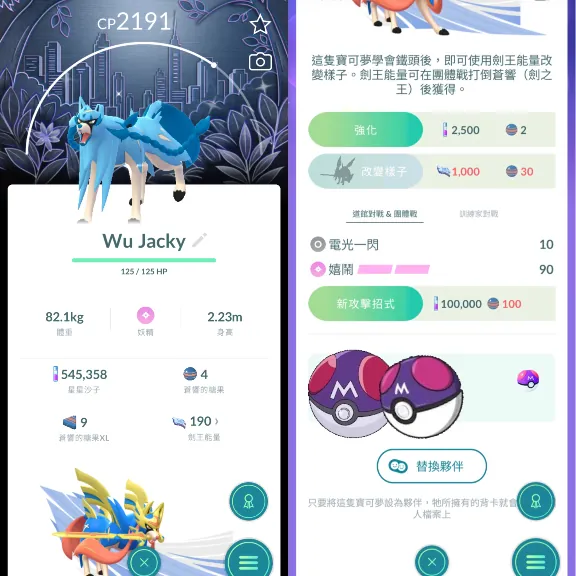 CP2191
Wu Jacky
125 / 125 HP
82.1kg
體重
妖精
2.23m
身高
545,358
星星沙子
4
蒼響的糖果
9
蒼響的糖果XL
190 ›
劍王能量
這隻寶可夢學會鐵頭後，即可使用劍王能量改
變樣子。劍王能量可在團體戰打倒蒼響（劍之
王）後獲得。
強化
2,500
2
改變樣子
1,000
30
道館對戰 & 團體戰
訓練家對戰
電光一閃
10
嬉鬧
90
新攻擊招式
100,000
100
M
M
替換夥伴
只要將這隻寶可夢設為夥伴，牠所擁有的背卡就會
人檔案上